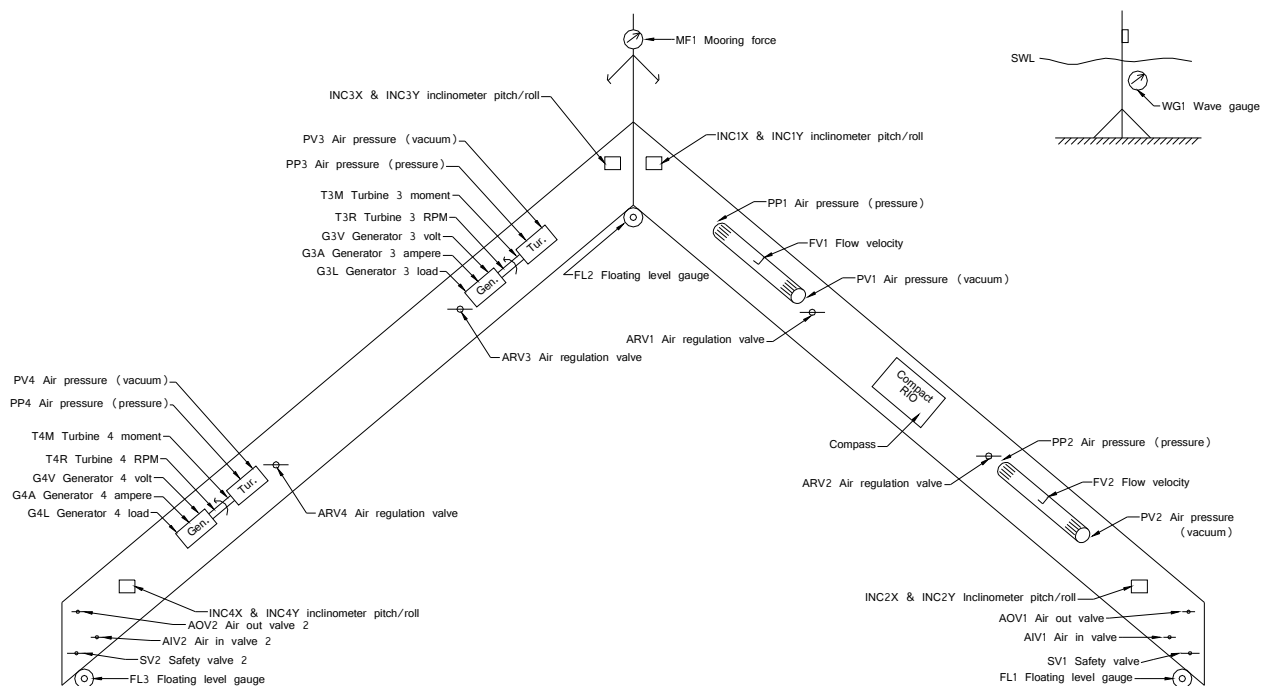 MF1 Mooring force
SWL
WG1 Wave gauge
INC3X & INC3Y inclinometer pitch/roll
INC1X & INC1Y inclinometer pitch/roll
PV3 Air pressure (vacuum)
PP3 Air pressure (pressure)
T3M Turbine 3 moment
T3R Turbine 3 RPM
G3V Generator 3 volt
G3A Generator 3 ampere
G3L Generator 3 load
Tur.
Gen.
FL2 Floating level gauge
PP1 Air pressure (pressure)
FV1 Flow velocity
PV1 Air pressure (vacuum)
ARV3 Air regulation valve
ARV1 Air regulation valve
Compact
RIO
Compass
PV4 Air pressure (vacuum)
PP4 Air pressure (pressure)
T4M Turbine 4 moment
T4R Turbine 4 RPM
G4V Generator 4 volt
G4A Generator 4 ampere
G4L Generator 4 load
Tur.
Gen.
ARV4 Air regulation valve
PP2 Air pressure (pressure)
ARV2 Air regulation valve
FV2 Flow velocity
PV2 Air pressure
(vacuum)
INC4X & INC4Y inclinometer pitch/roll
AOV2 Air out valve 2
AIV2 Air in valve 2
SV2 Safety valve 2
FL3 Floating level gauge
INC2X & INC2Y Inclinometer pitch/roll
AOV1 Air out valve
AIV1 Air in valve
SV1 Safety valve
FL1 Floating level gauge